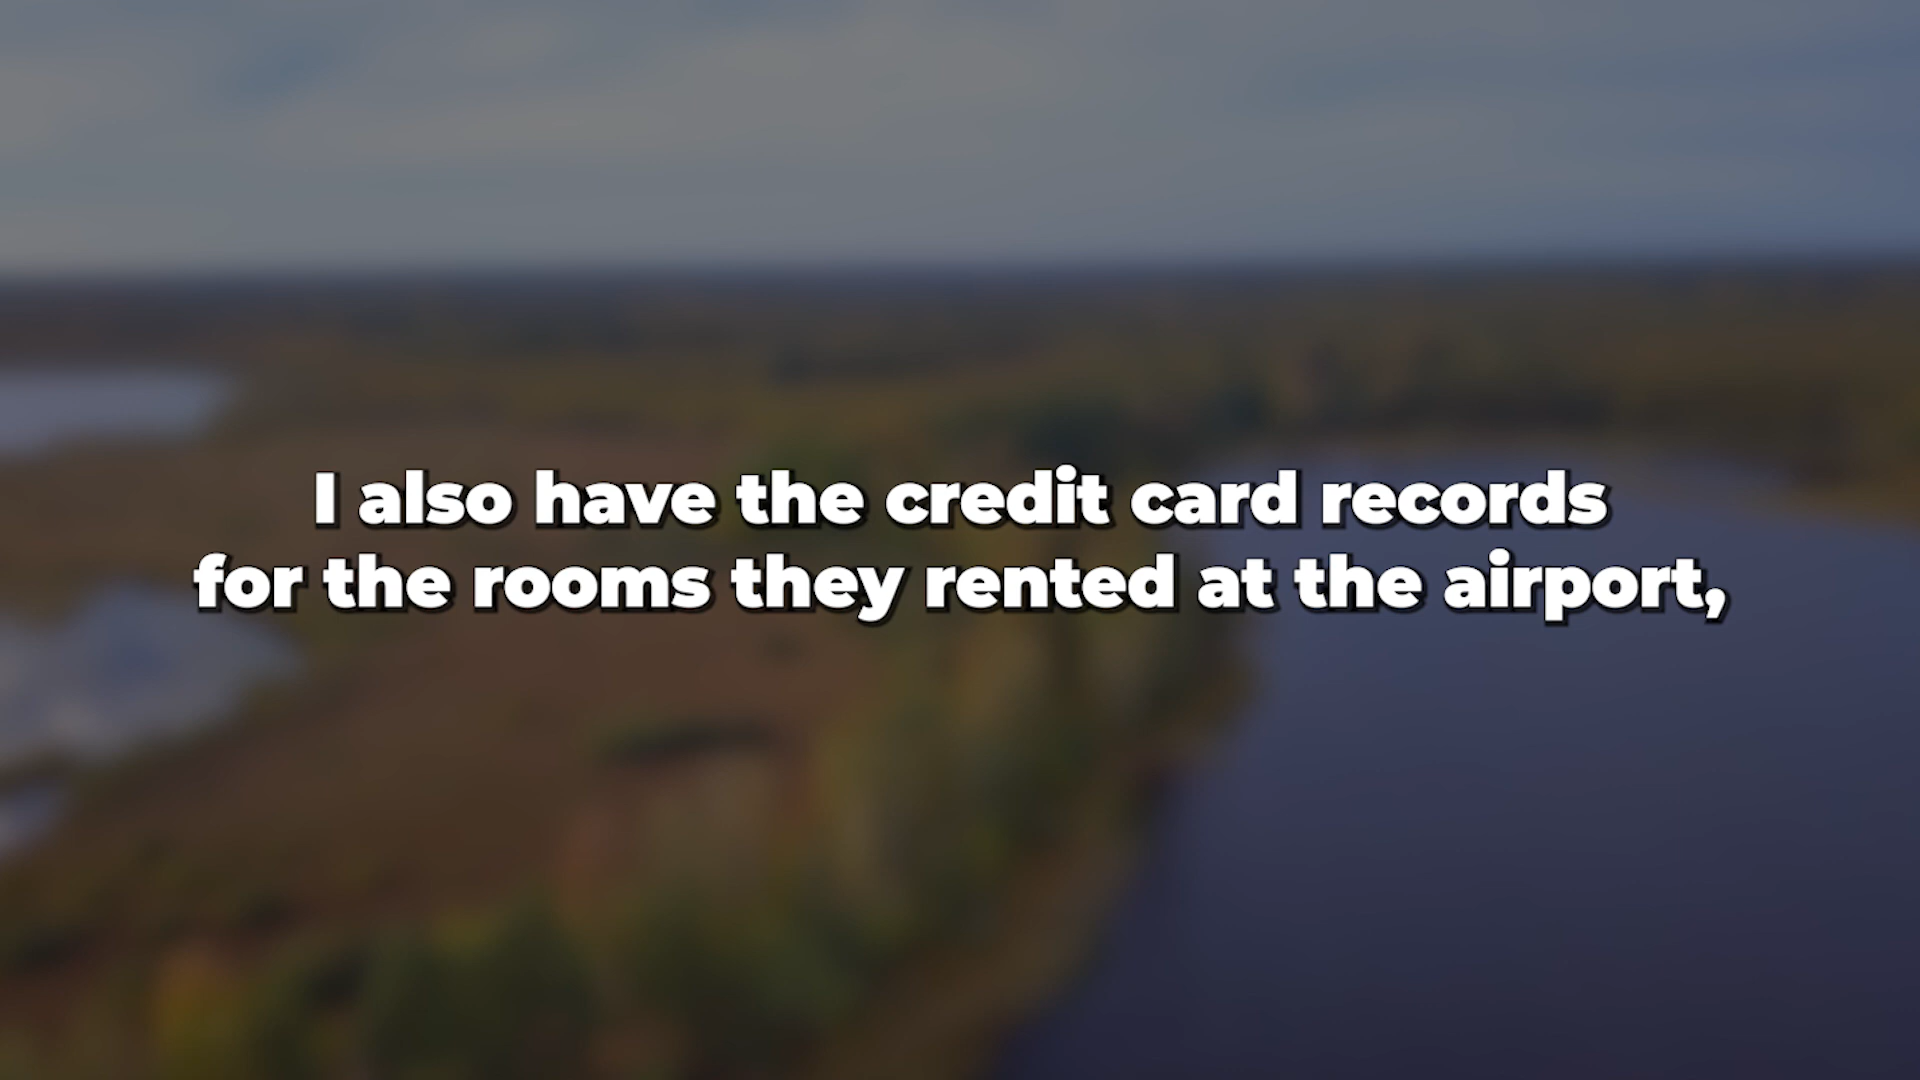 I also have the credit card records
for the rooms they rented at the airport,